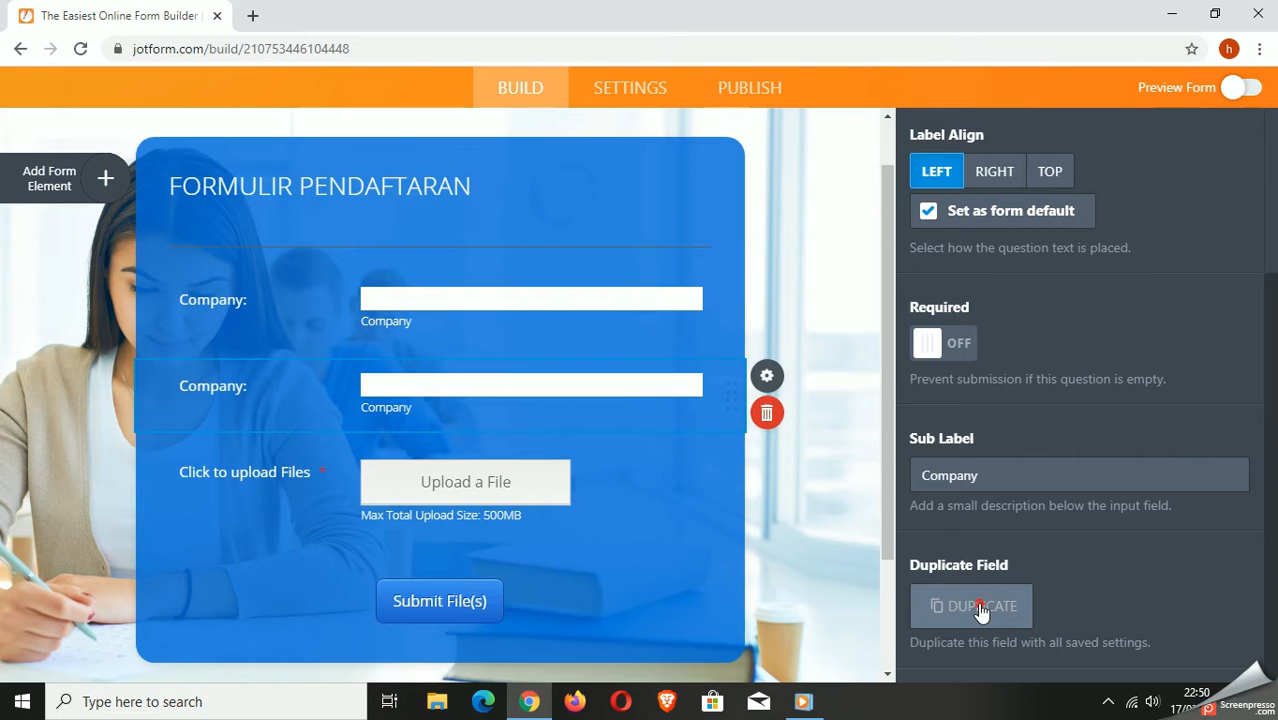 The Easiest Online Form Builder
jotform.com/build/210753446104448
h
BUILD
SETTINGS
PUBLISH
Preview Form
Add Form
Element
FORMULIR PENDAFTARAN
Company:
Company
Company:
Company
Click to upload Files *
Upload a File
Max Total Upload Size: 500MB
Submit File(s)
Label Align
LEFT
RIGHT
TOP
Set as form default
Select how the question text is placed.
Required
OFF
Prevent submission if this question is empty.
Sub Label
Company
Add a small description below the input field.
Duplicate Field
DUPLICATE
Duplicate this field with all saved settings.
Type here to search
22:50
Screenpresso
.com